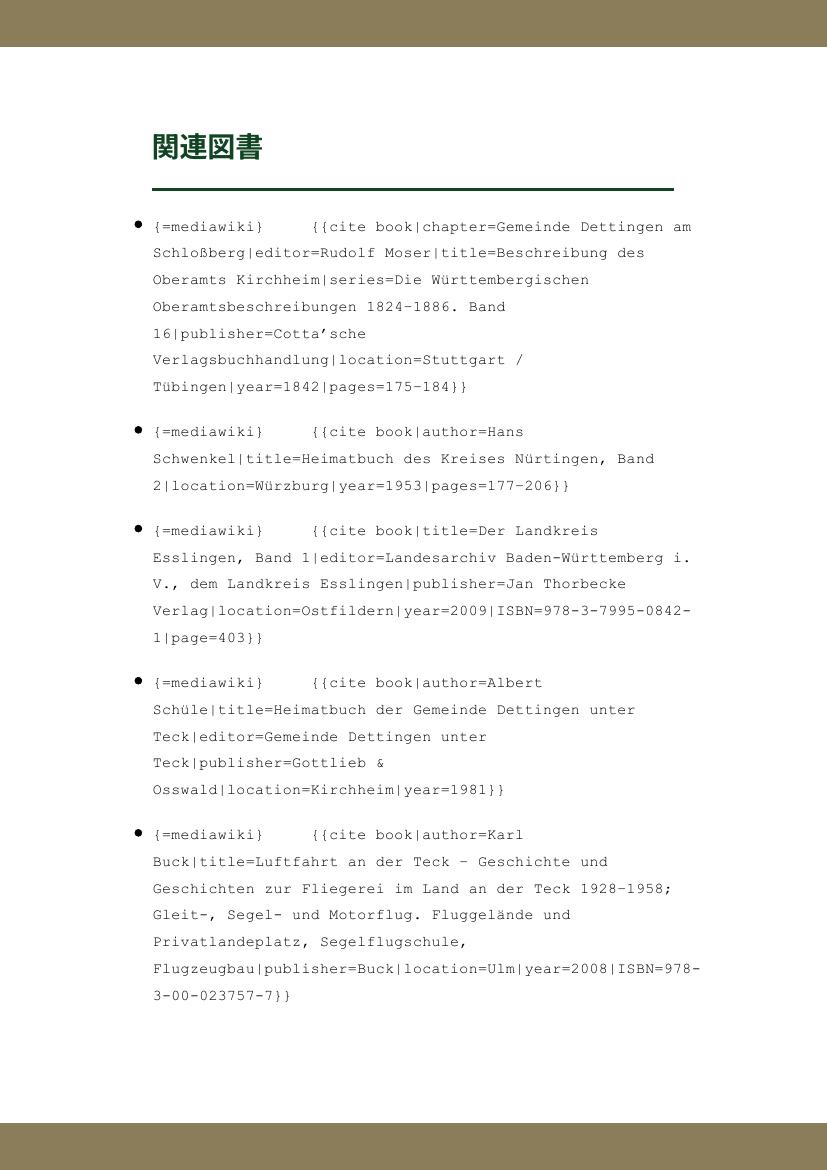 関連図書
• {=mediawiki} {{cite book|chapter=Gemeinde Dettingen am
Schloßberg|editor=Rudolf Moser|title=Beschreibung des
Oberamts Kirchheim|series=Die Württembergischen
Oberamtsbeschreibungen 1824–1886. Band
16|publisher=Cotta’sche
Verlagsbuchhandlung|location=Stuttgart /
Tübingen|year=1842|pages=175–184}}
• {=mediawiki} {{cite book|author=Hans
Schwenkel|title=Heimatbuch des Kreises Nürtingen, Band
2|location=Würzburg|year=1953|pages=177–206}}
• {=mediawiki} {{cite book|title=Der Landkreis
Esslingen, Band 1|editor=Landesarchiv Baden-Württemberg i.
V., dem Landkreis Esslingen|publisher=Jan Thorbecke
Verlag|location=Ostfildern|year=2009|ISBN=978-3-7995-0842-
1|page=403}}
• {=mediawiki} {{cite book|author=Albert
Schüle|title=Heimatbuch der Gemeinde Dettingen unter
Teck|editor=Gemeinde Dettingen unter
Teck|publisher=Gottlieb &
Osswald|location=Kirchheim|year=1981}}
• {=mediawiki} {{cite book|author=Karl
Buck|title=Luftfahrt an der Teck – Geschichte und
Geschichten zur Fliegerei im Land an der Teck 1928–1958;
Gleit-, Segel- und Motorflug. Fluggelände und
Privatlandeplatz, Segelflugschule,
Flugzeugbau|publisher=Buck|location=Ulm|year=2008|ISBN=978-
3-00-023757-7}}